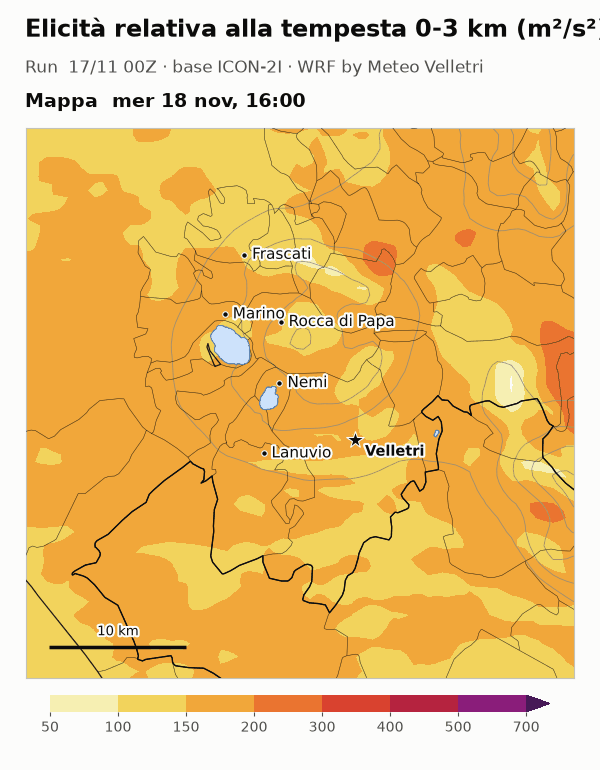 Elicità relativa alla tempesta 0-3 km (m²/s²)
Run  17/11 00Z · base ICON-2I · WRF by Meteo Velletri
Mappa  mer 18 nov, 16:00
Frascati
Marino
Rocca di Papa
Nemi
Lanuvio
Velletri
10 km
50 100 150 200 300 400 500 700